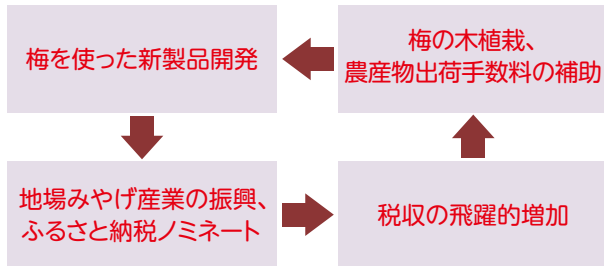 梅を使った新製品開発
梅の木植栽、
農産物出荷手数料の補助
地場みやげ産業の振興、
ふるさと納税ノミネート
税収の飛躍的増加